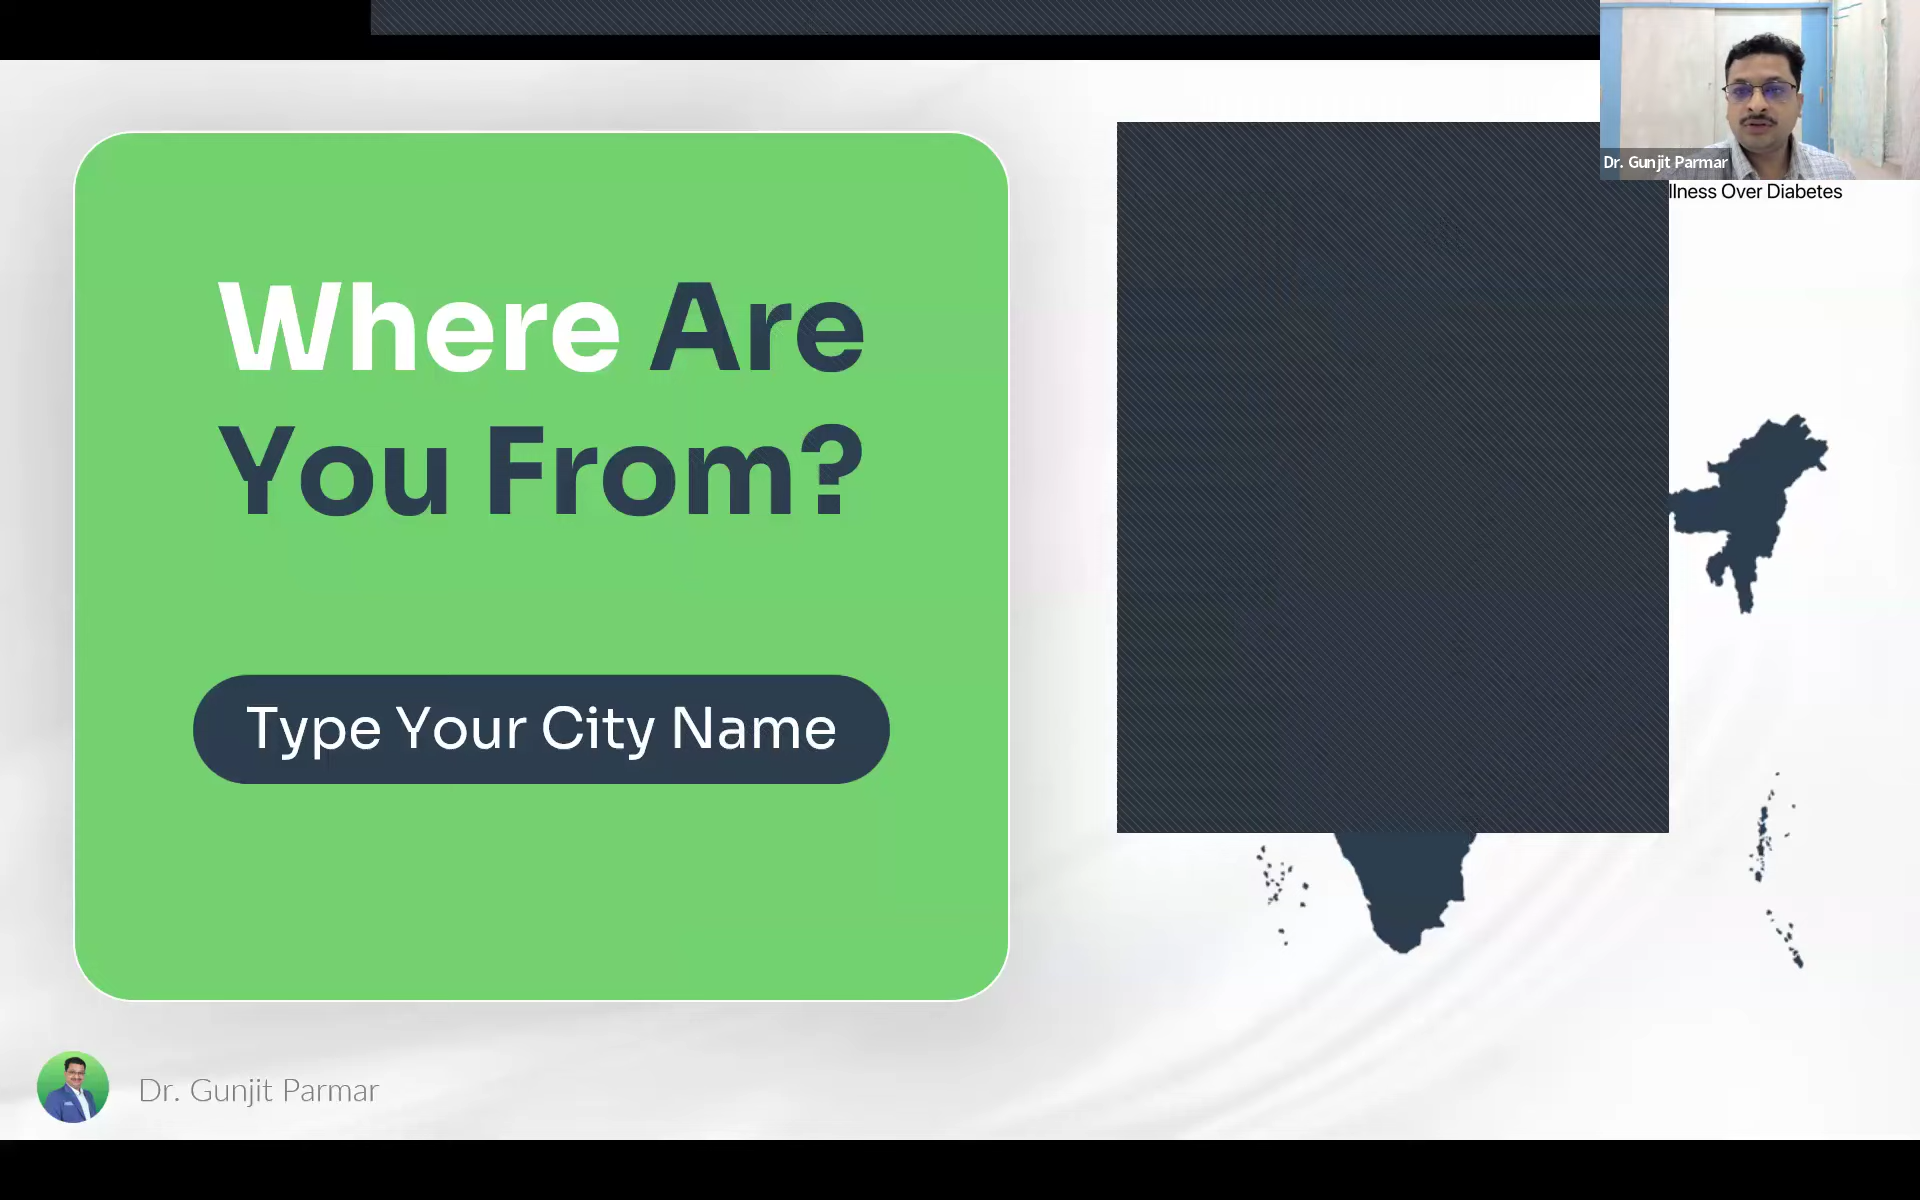 Dr. Gunjit Parmar
llness Over Diabetes
Where Are
You From?
Type Your City Name
Dr. Gunjit Parmar